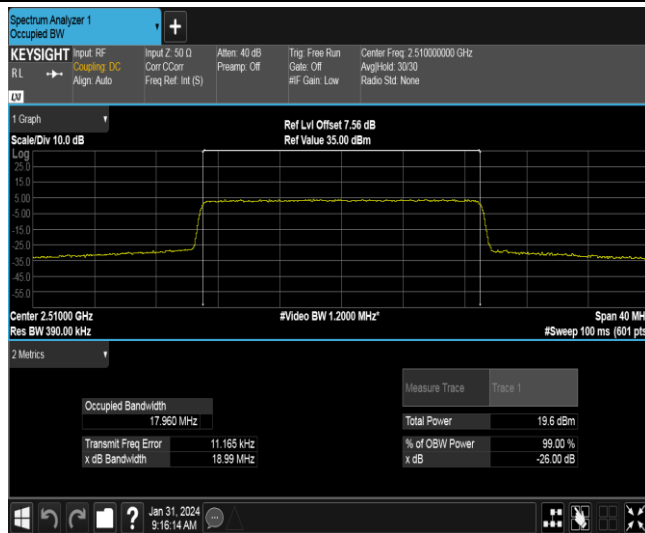 Spectrum Analyzer 1
Occupied BW
+
KEYSIGHT
RL
Input: RF
Coupling: DC
Align: Auto
Input Z: 50 Ω
Corr CCorr
Freq Ref: Int (S)
Atten: 40 dB
Preamp: Off
Trig: Free Run
Gate: Off
#IF Gain: Low
Center Freq: 2.510000000 GHz
Avg|Hold: 30/30
Radio Std: None
1 Graph
Scale/Div 10.0 dB
Ref Lvl Offset 7.56 dB
Ref Value 35.00 dBm
Log
25.0
15.0
5.00
-5.00
-15.0
-25.0
-35.0
-45.0
-55.0
Center 2.51000 GHz
Res BW 390.00 kHz
#Video BW 1.2000 MHz*
Span 40 MH
#Sweep 100 ms (601 pts
2 Metrics
Measure Trace Trace 1
Occupied Bandwidth
17.960 MHz
Total Power 19.6 dBm
Transmit Freq Error 11.165 kHz
% of OBW Power 99.00 %
x dB Bandwidth 18.99 MHz
x dB -26.00 dB
?
Jan 31, 2024
9:16:14 AM